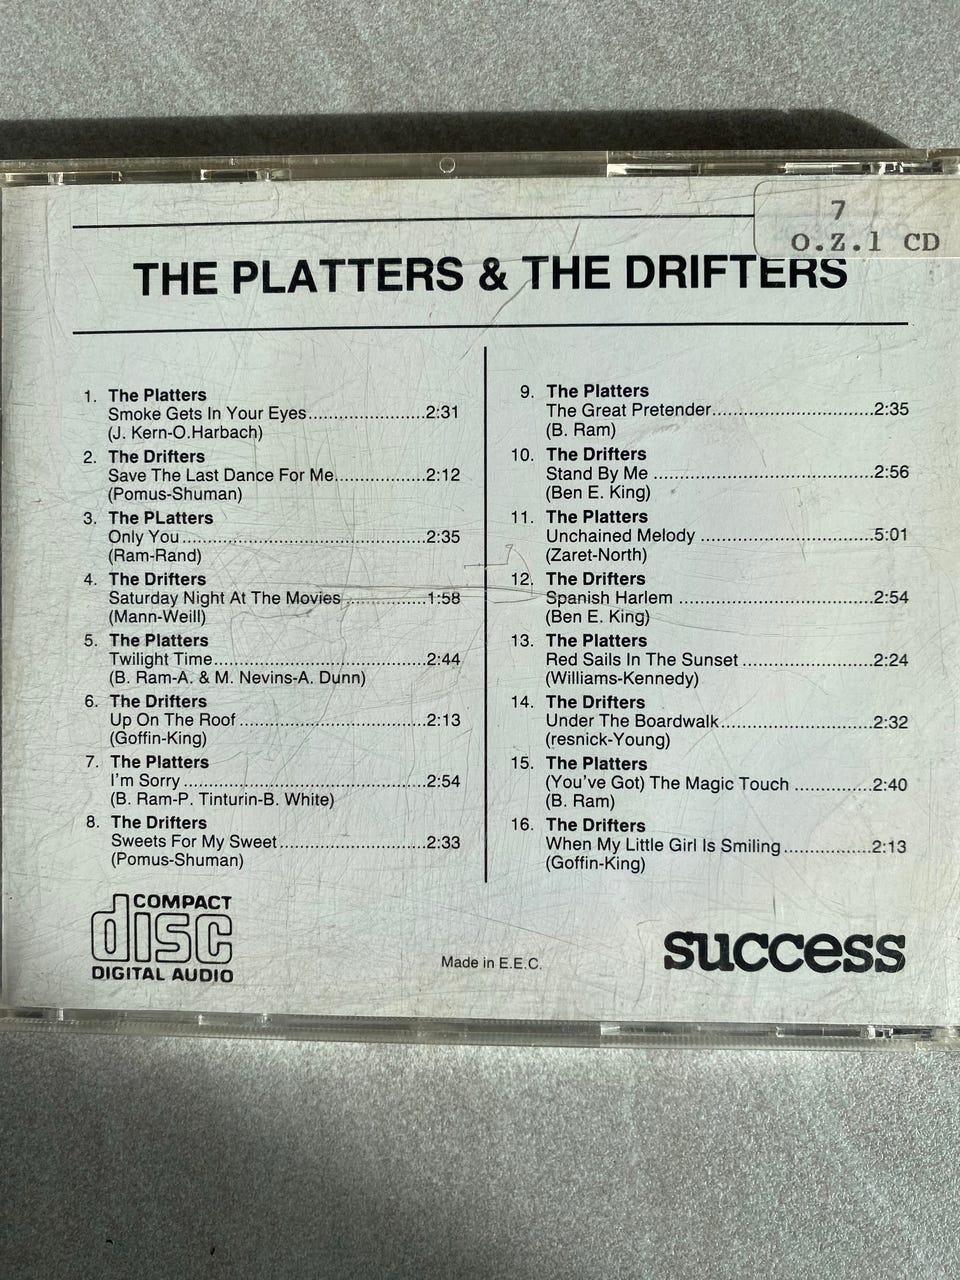 7
O.Z.1 CD
THE PLATTERS & THE DRIFTERS
1. The Platters
Smoke Gets In Your Eyes........................2:31
(J. Kern-O.Harbach)
2. The Drifters
Save The Last Dance For Me...................2:12
(Pomus-Shuman)
3. The PLatters
Only You..................................................2:35
(Ram-Rand)
4. The Drifters
Saturday Night At The Movies.................1:58
(Mann-Weill)
5. The Platters
Twilight Time...........................................2:44
(B. Ram-A. & M. Nevins-A. Dunn)
6. The Drifters
Up On The Roof......................................2:13
(Goffin-King)
7. The Platters
I'm Sorry.................................................2:54
(B. Ram-P. Tinturin-B. White)
8. The Drifters
Sweets For My Sweet...............................2:33
(Pomus-Shuman)
9. The Platters
The Great Pretender.................................2:35
(B. Ram)
10. The Drifters
Stand By Me .............................................2:56
(Ben E. King)
11. The Platters
Unchained Melody ...................................5:01
(Zaret-North)
12. The Drifters
Spanish Harlem .......................................2:54
(Ben E. King)
13. The Platters
Red Sails In The Sunset ...........................2:24
(Williams-Kennedy)
14. The Drifters
Under The Boardwalk...............................2:32
(resnick-Young)
15. The Platters
(You've Got) The Magic Touch ................2:40
(B. Ram)
16. The Drifters
When My Little Girl Is Smiling..................2:13
(Goffin-King)
COMPACT
disc
DIGITAL AUDIO
Made in E.E.C.
success